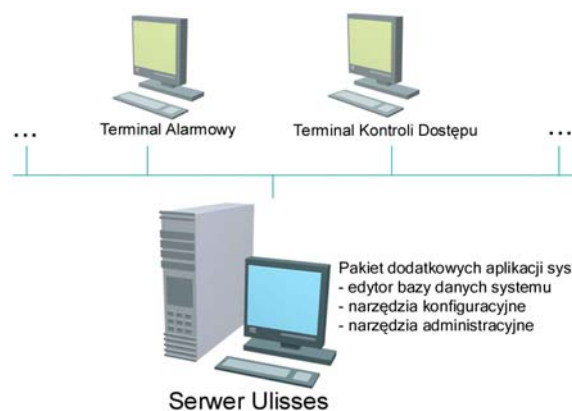 ...
Terminal Alarmowy
Terminal Kontroli Dostępu
...
Pakiet dodatkowych aplikacji sys
- edytor bazy danych systemu
- narzędzia konfiguracyjne
- narzędzia administracyjne
Serwer Ulisses